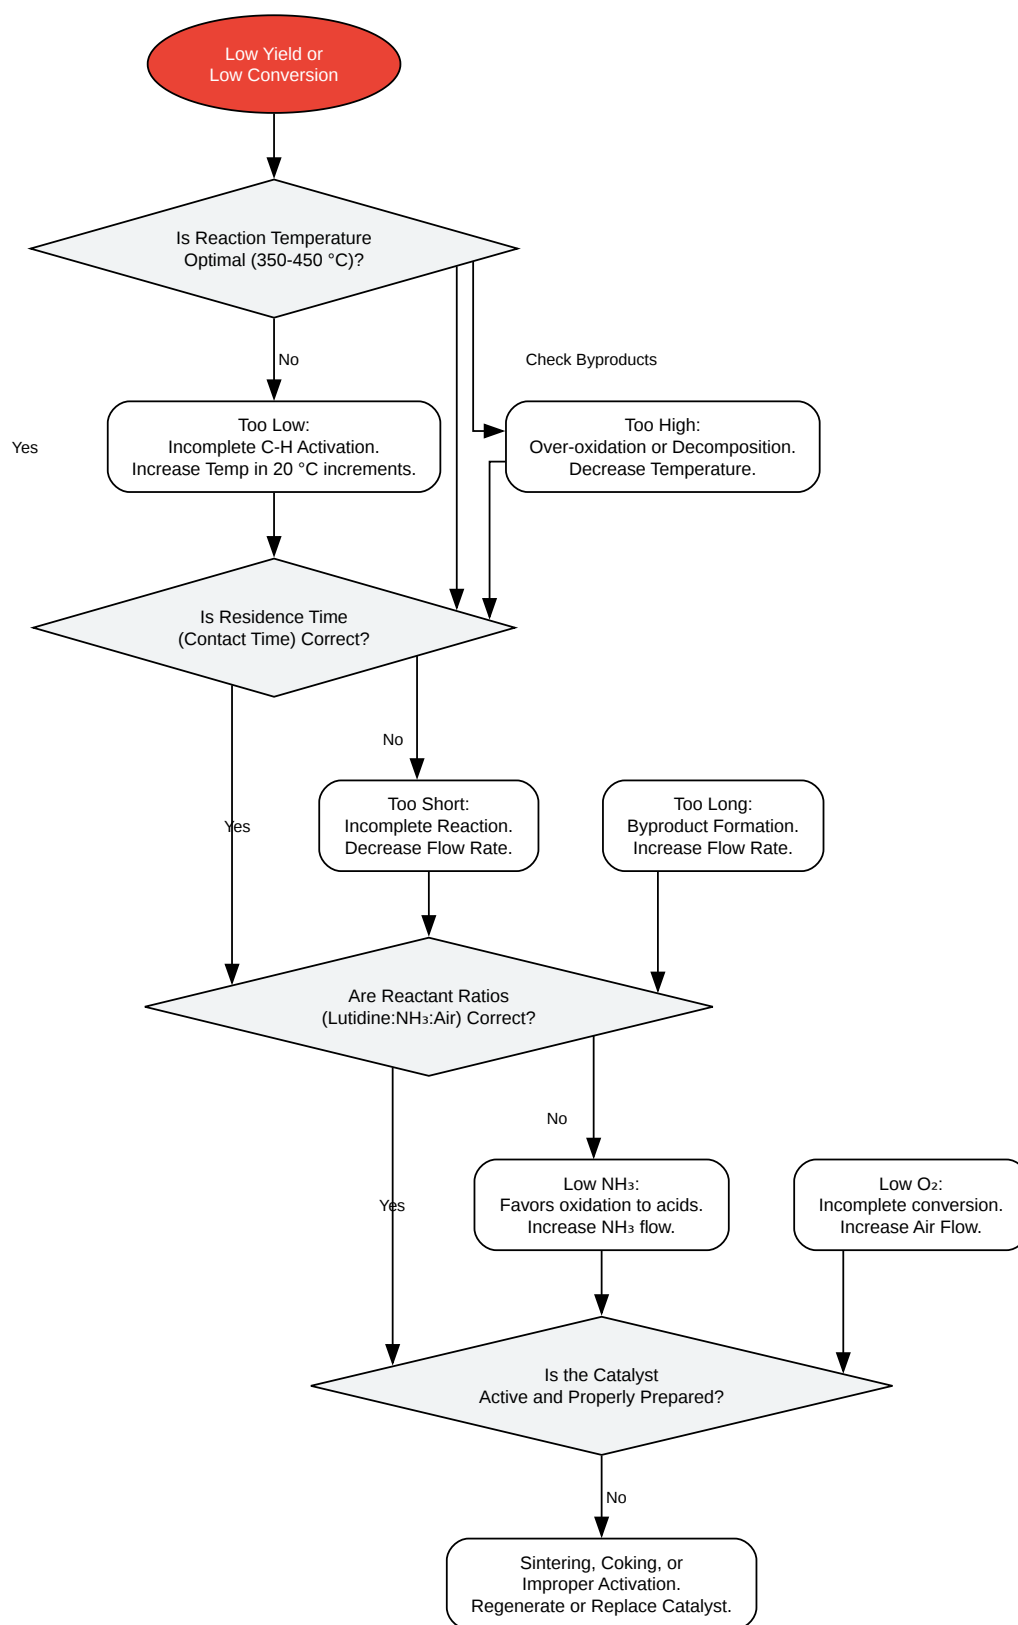 Low Yield or
Low Conversion
Is Reaction Temperature
Optimal (350-450 °C)?
No
Check Byproducts
Yes
Too Low:
Incomplete C-H Activation.
Increase Temp in 20 °C increments.
Too High:
Over-oxidation or Decomposition.
Decrease Temperature.
Is Residence Time
(Contact Time) Correct?
No
Yes
Too Short:
Incomplete Reaction.
Decrease Flow Rate.
Too Long:
Byproduct Formation.
Increase Flow Rate.
Are Reactant Ratios
(Lutidine:NH₃:Air) Correct?
No
Yes
Low NH₃:
Favors oxidation to acids.
Increase NH₃ flow.
Low O₂:
Incomplete conversion.
Increase Air Flow.
Is the Catalyst
Active and Properly Prepared?
No
Sintering, Coking, or
Improper Activation.
Regenerate or Replace Catalyst.